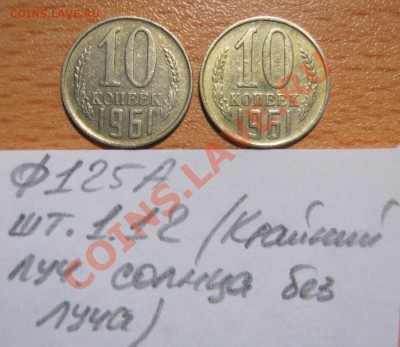 COINS.LAVE.RU
10 КОПЕЕК 1961
10 КОПЕЕК 1961
Ф125А
шт. 1.12 (Крайний
луч солнца без
луча)
COINS.LAVE.RU